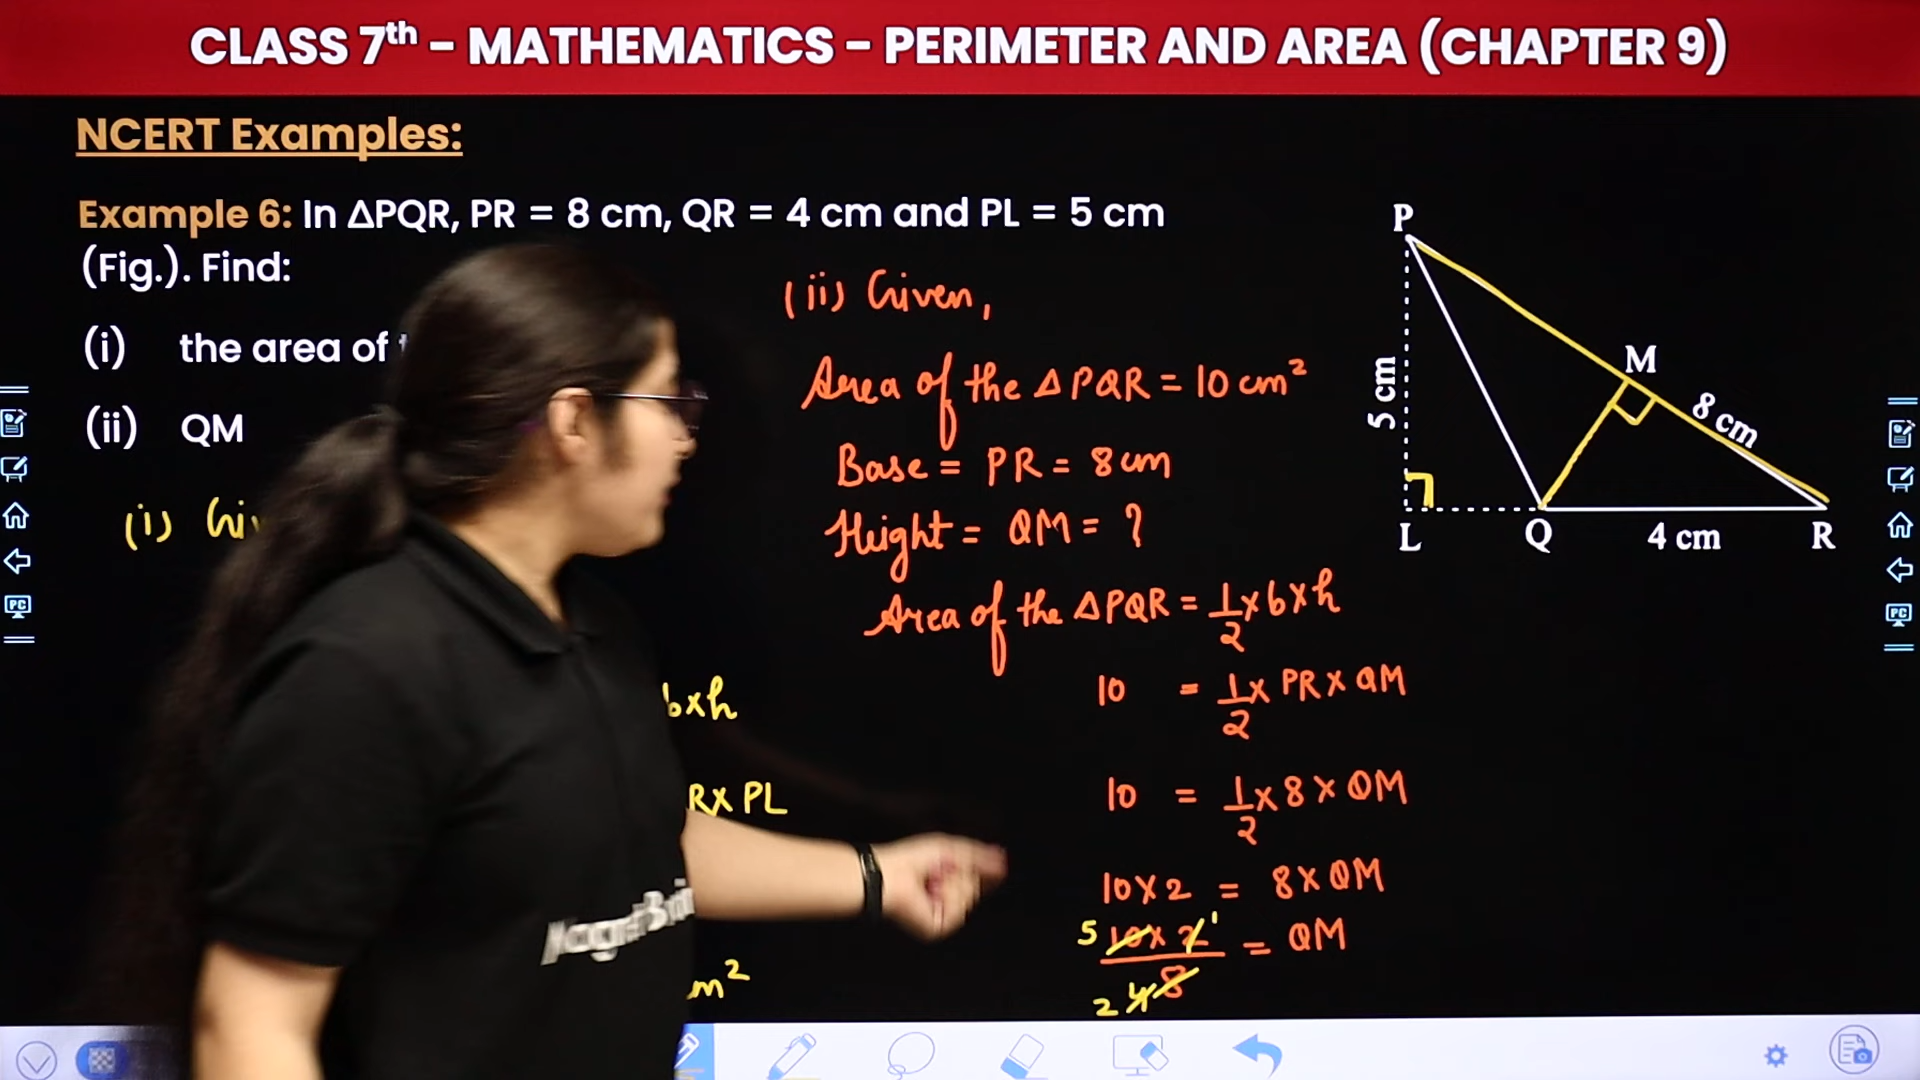 CLASS 7th - MATHEMATICS - PERIMETER AND AREA (CHAPTER 9)
NCERT Examples:
Example 6: In ΔPQR, PR = 8 cm, QR = 4 cm and PL = 5 cm
(Fig.). Find:
(i) the area of
(ii) QM
(i)
b×h
R× PL
m²
(ii) Given,
Area of the Δ PQR = 10 cm²
Base = PR = 8 cm
Height = QM = ?
Area of the ΔPQR = 1/2 × b × h
10 = 1/2 × PR × QM
10 = 1/2 × 8 × QM
10 × 2 = 8 × QM
5 10 × 2 1 = QM
2 4 8
P
M
5 cm
8 cm
L
Q
4 cm
R
PC
PC